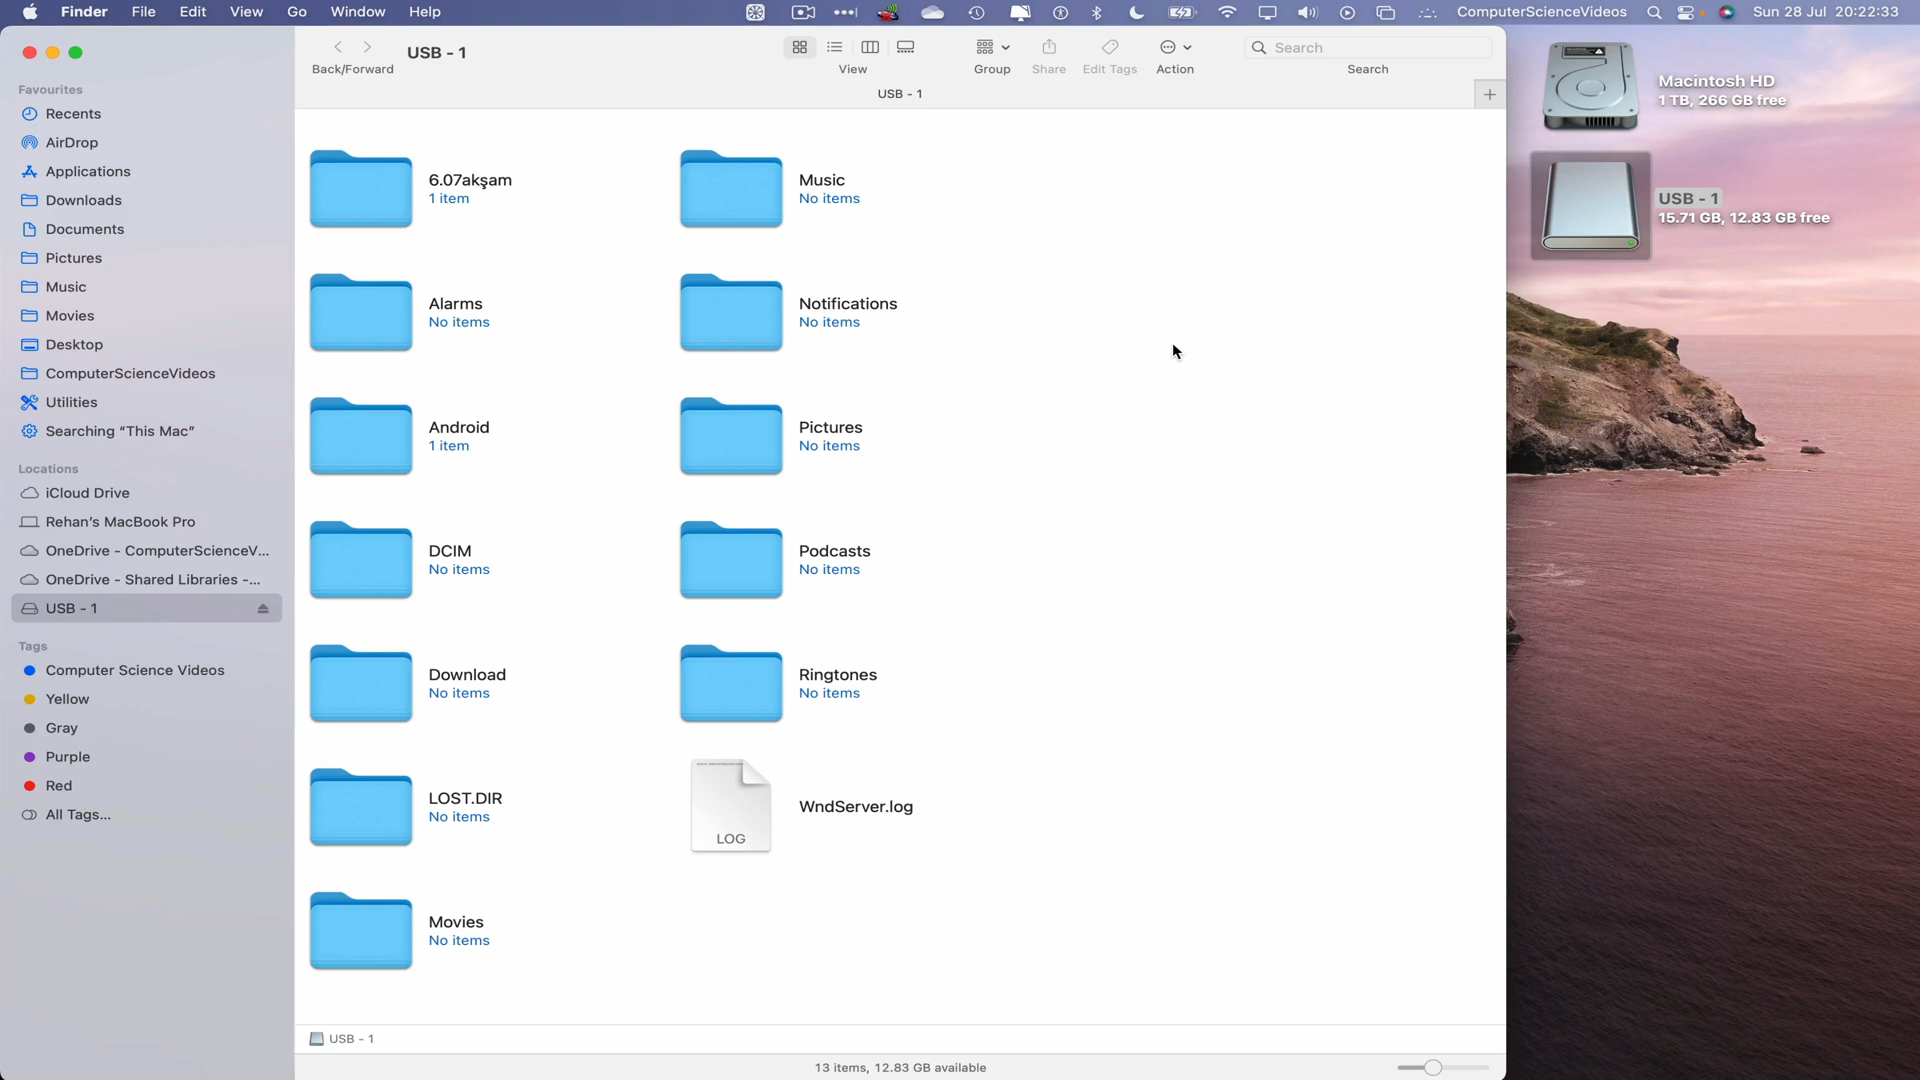 Finder File Edit View Go Window Help ComputerScienceVideos Sun 28 Jul 20:22:33
USB - 1
Back/Forward View Group Share Edit Tags Action Search
Search
USB - 1
Favourites
Recents
AirDrop
Applications
Downloads
Documents
Pictures
Music
Movies
Desktop
ComputerScienceVideos
Utilities
Searching “This Mac”
Locations
iCloud Drive
Rehan’s MacBook Pro
OneDrive - ComputerScienceV...
OneDrive - Shared Libraries -...
USB - 1
Tags
Computer Science Videos
Yellow
Gray
Purple
Red
All Tags...
6.07akşam
1 item
Alarms
No items
Android
1 item
DCIM
No items
Download
No items
LOST.DIR
No items
Movies
No items
Music
No items
Notifications
No items
Pictures
No items
Podcasts
No items
Ringtones
No items
LOG
WndServer.log
USB - 1
13 items, 12.83 GB available
Macintosh HD
1 TB, 266 GB free
USB - 1
15.71 GB, 12.83 GB free